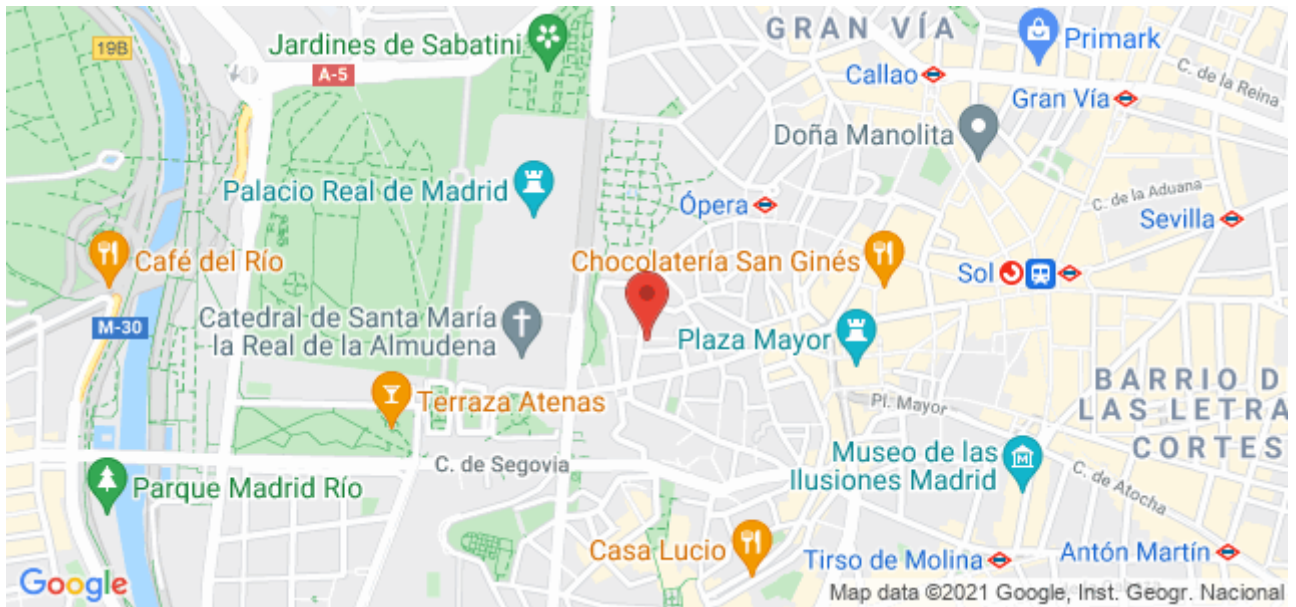 GRAN VÍA
Primark
19B
Jardines de Sabatini
A-5
Callao
Gran Vía
C. de la Reina
Doña Manolita
Palacio Real de Madrid
C. de la Aduana
Ópera
Sevilla
Café del Río
Chocolatería San Ginés
Sol
M-30
Catedral de Santa María
la Real de la Almudena
Plaza Mayor
Terraza Atenas
Pl. Mayor
BARRIO D
LAS LETRA
CORTES
C. de Segovia
Museo de las
Ilusiones Madrid
C. de Atocha
Parque Madrid Río
Casa Lucio
Tirso de Molina
Antón Martín
Google
Map data ©2021 Google, Inst. Geogr. Nacional